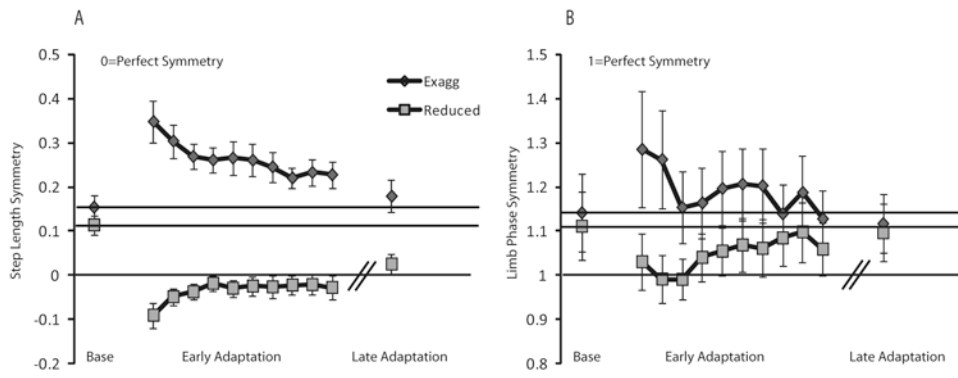 A
0=Perfect Symmetry
Exagg
Reduced
Step Length Symmetry
0.5
0.4
0.3
0.2
0.1
0
-0.1
-0.2
Base
Early Adaptation
Late Adaptation
B
1=Perfect Symmetry
Limb Phase Symmetry
1.5
1.4
1.3
1.2
1.1
1
0.9
0.8
Base
Early Adaptation
Late Adaptation